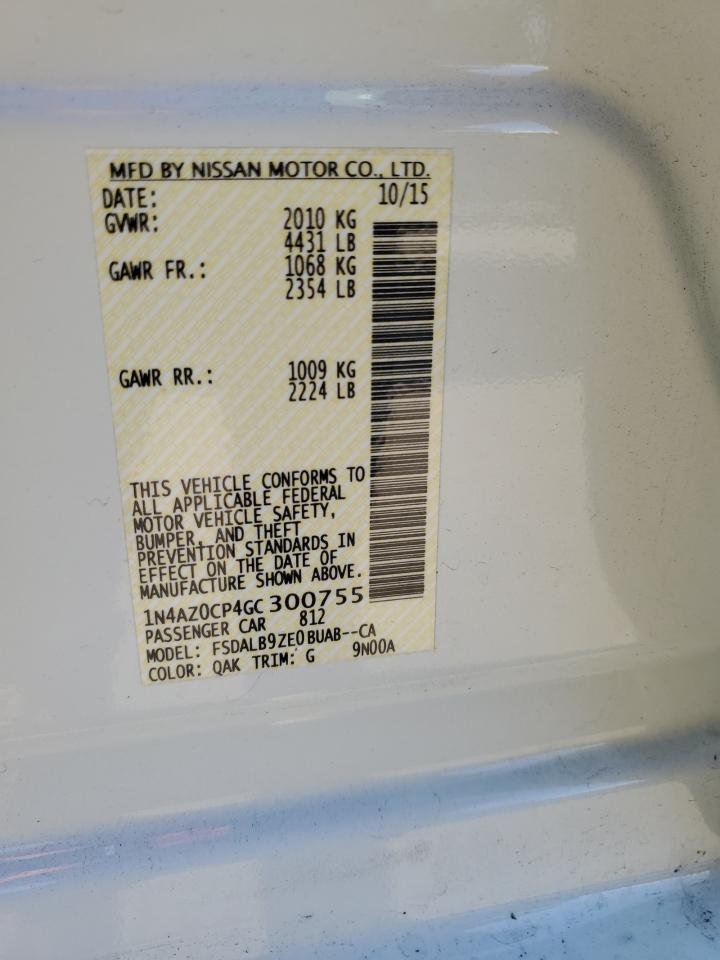 MFD BY NISSAN MOTOR CO., LTD.
DATE: 10/15
GVWR: 2010 KG
4431 LB
GAWR FR.: 1068 KG
2354 LB
GAWR RR.: 1009 KG
2224 LB
THIS VEHICLE CONFORMS TO
ALL APPLICABLE FEDERAL
MOTOR VEHICLE SAFETY,
BUMPER, AND THEFT
PREVENTION STANDARDS IN
EFFECT ON THE DATE OF
MANUFACTURE SHOWN ABOVE.
1N4AZ0CP4GC300755
PASSENGER CAR 812
MODEL: FSDALB9ZE0BUAB--CA
COLOR: QAK TRIM: G 9N00A